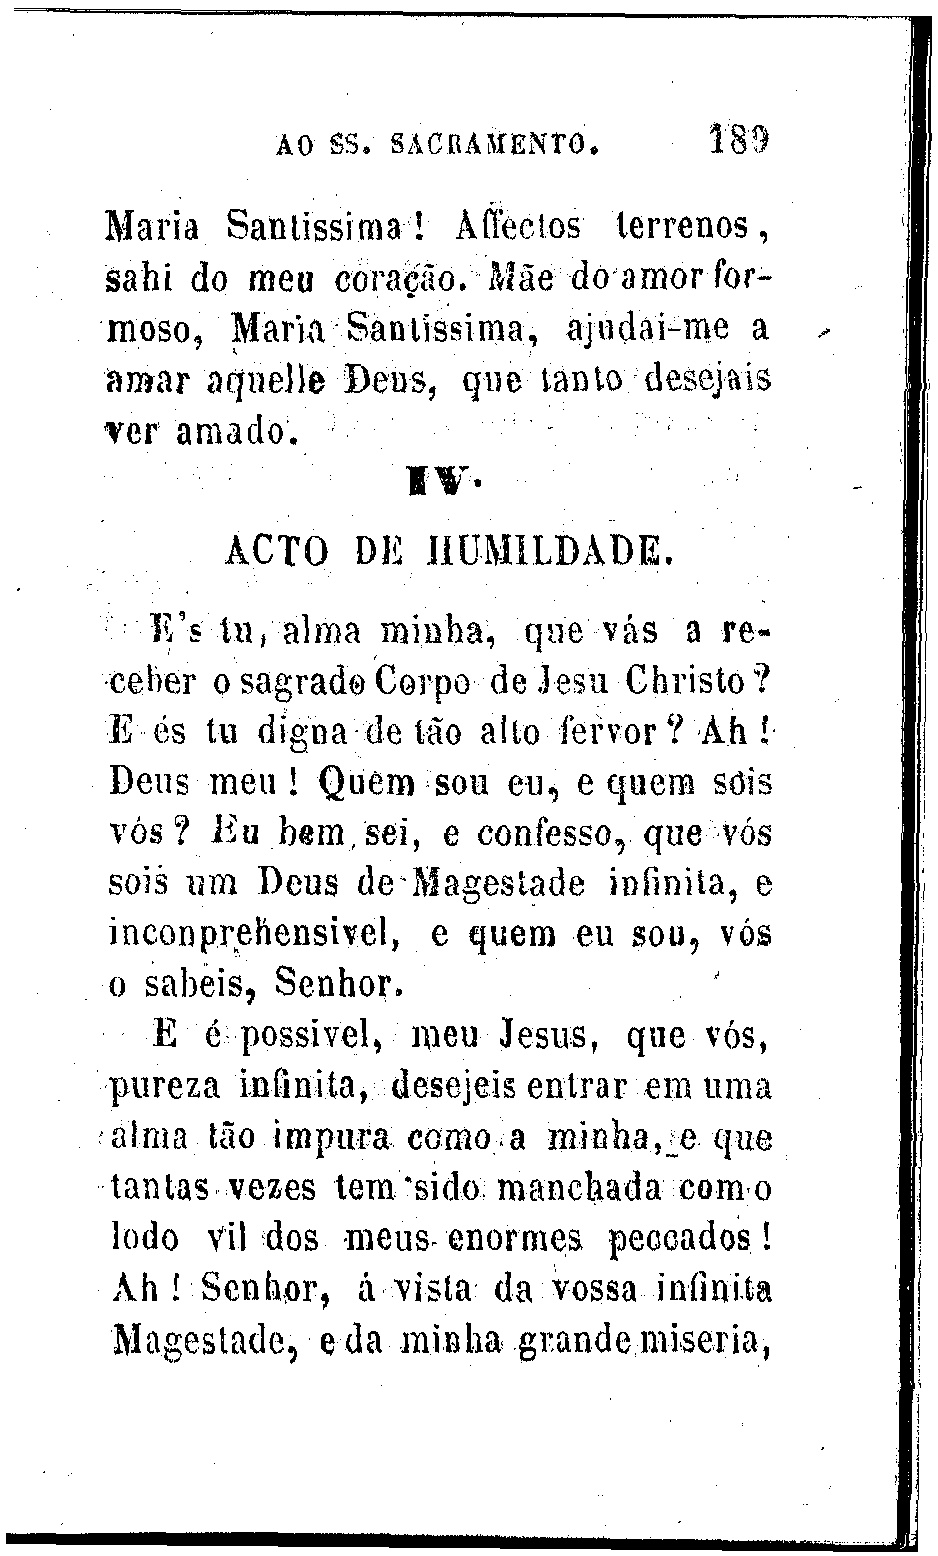 AO SS. SACRAMENTO. 189
Maria Santissima! Affectos terrenos,
sahi do meu coração. Mãe do amor for-
moso, Maria Santissima, ajudai-me a
amar aquelle Deus, que tanto desejais
ver amado.
IV.
ACTO DE HUMILDADE.
E's tu, alma minha, que vás a re-
ceber o sagrado Corpo de Jesu Christo?
E és tu digna de tão alto fervor? Ah!
Deus meu! Quem sou eu, e quem sois
vós? Eu bem sei, e confesso, que vós
sois um Deus de Magestade infinita, e
inconprehensivel, e quem eu sou, vós
o sabeis, Senhor.
E é possivel, meu Jesus, que vós,
pureza infinita, desejeis entrar em uma
alma tão impura como a minha, e que
tantas vezes tem sido manchada com o
lodo vil dos meus enormes peccados!
Ah! Senhor, á vista da vossa infinita
Magestade, e da minha grande miseria,